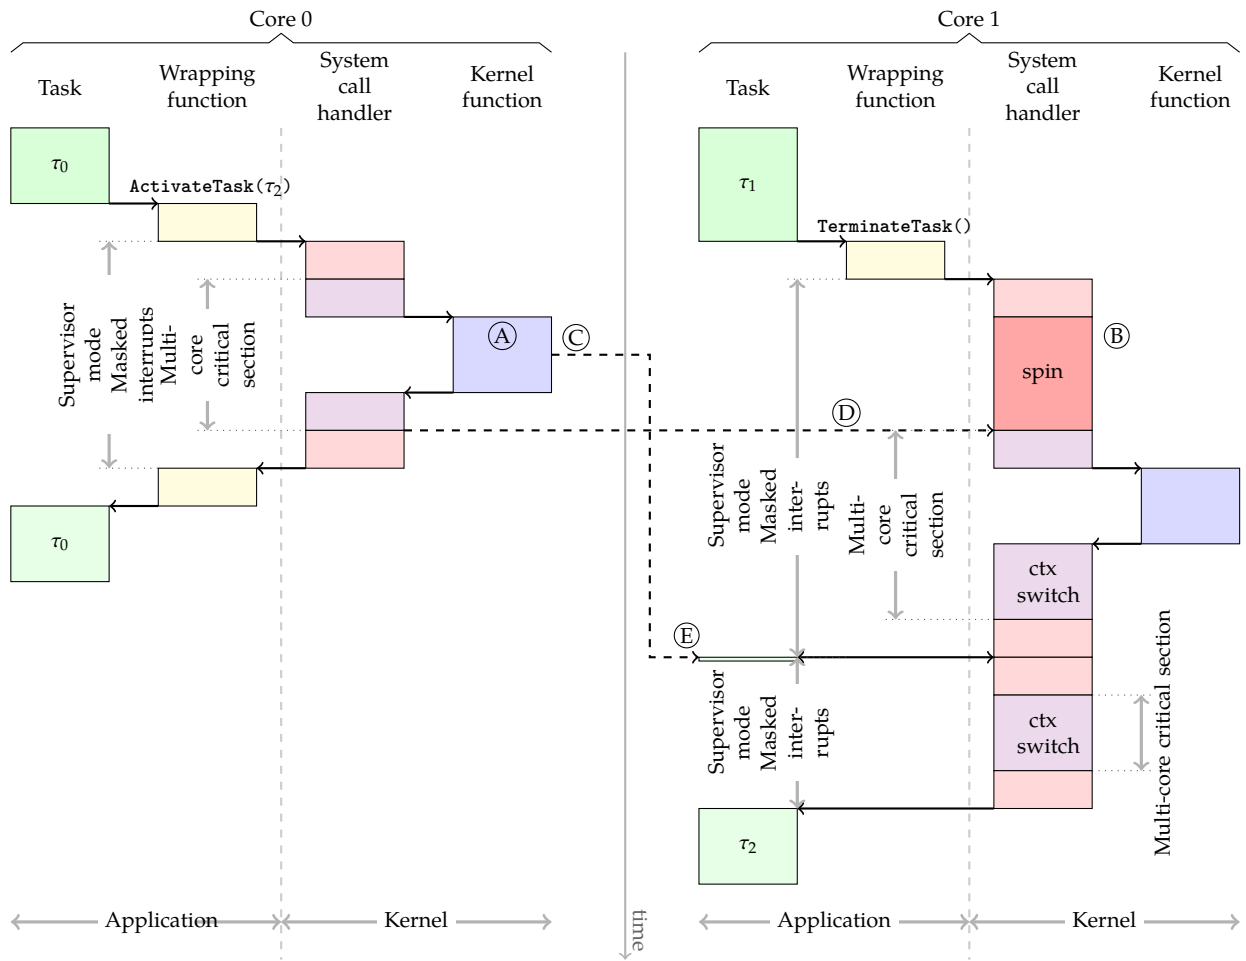 Core 0
Core 1
Task
Wrapping
function
System
call
handler
Kernel
function
Task
Wrapping
function
System
call
handler
Kernel
function
τ0
ActivateTask(τ2)
τ1
TerminateTask()
Supervisor
mode
Masked
interrupts
Multi-
core
critical
section
A
C
B
spin
D
τ0
Supervisor
mode
Masked
inter-
rupts
Multi-
core
critical
section
ctx
switch
E
Supervisor
mode
Masked
inter-
rupts
ctx
switch
Multi-core critical section
τ2
Application
Kernel
time
Application
Kernel